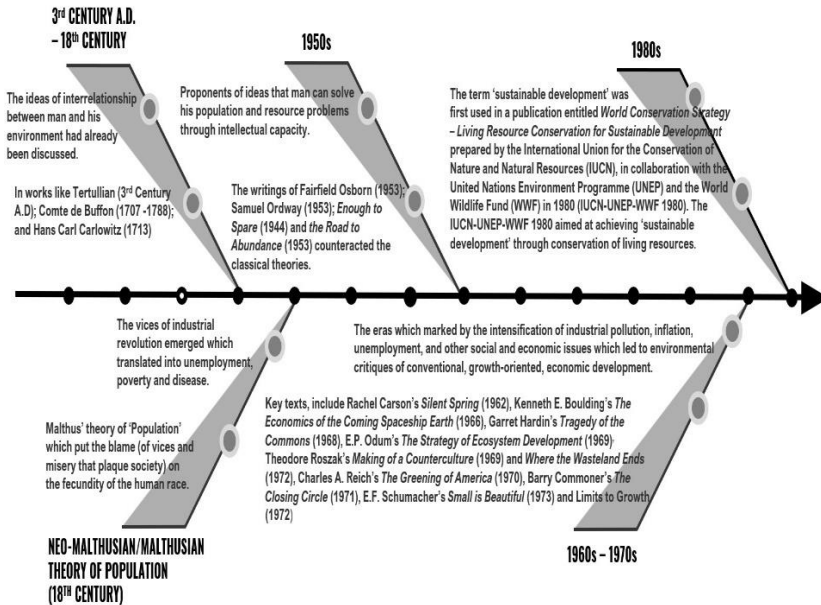 3rd CENTURY A.D.
– 18th CENTURY
The ideas of interrelationship
between man and his
environment had already
been discussed.
In works like Tertullian (3rd Century
A.D); Comte de Buffon (1707 -1788);
and Hans Carl Carlowitz (1713)
1950s
Proponents of ideas that man can solve
his population and resource problems
through intellectual capacity.
The writings of Fairfield Osborn (1953);
Samuel Ordway (1953); Enough to
Spare (1944) and the Road to
Abundance (1953) counteracted the
classical theories.
1980s
The term ‘sustainable development’ was
first used in a publication entitled World Conservation Strategy
– Living Resource Conservation for Sustainable Development
prepared by the International Union for the Conservation of
Nature and Natural Resources (IUCN), in collaboration with the
United Nations Environment Programme (UNEP) and the World
Wildlife Fund (WWF) in 1980 (IUCN-UNEP-WWF 1980). The
IUCN-UNEP-WWF 1980 aimed at achieving ‘sustainable
development’ through conservation of living resources.
The vices of industrial
revolution emerged which
translated into unemployment,
poverty and disease.
Malthus’ theory of ‘Population’
which put the blame (of vices and
misery that plaque society) on
the fecundity of the human race.
NEO-MALTHUSIAN/MALTHUSIAN
THEORY OF POPULATION
(18TH CENTURY)
The eras which marked by the intensification of industrial pollution, inflation,
unemployment, and other social and economic issues which led to environmental
critiques of conventional, growth-oriented, economic development.
Key texts, include Rachel Carson’s Silent Spring (1962), Kenneth E. Boulding’s The
Economics of the Coming Spaceship Earth (1966), Garret Hardin’s Tragedy of the
Commons (1968), E.P. Odum’s The Strategy of Ecosystem Development (1969),
Theodore Roszak’s Making of a Counterculture (1969) and Where the Wasteland Ends
(1972), Charles A. Reich’s The Greening of America (1970), Barry Commoner’s The
Closing Circle (1971), E.F. Schumacher’s Small is Beautiful (1973) and Limits to Growth
(1972)
1960s – 1970s